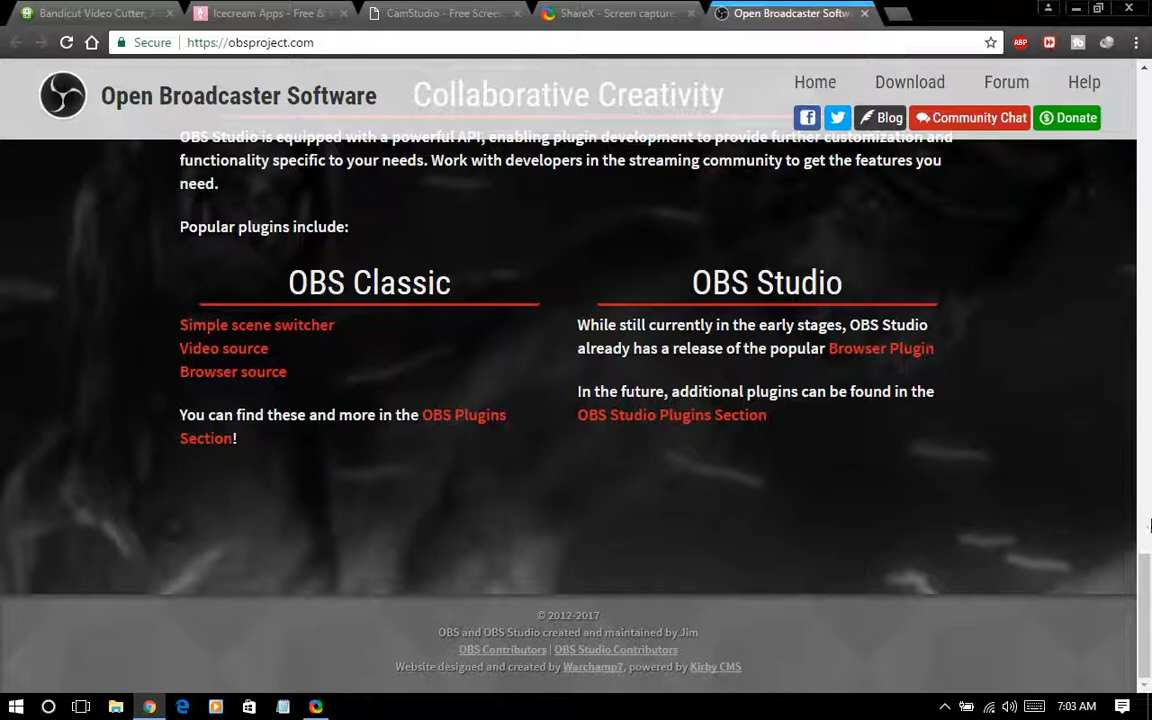 Bandicut Video Cutter,
Icecream Apps - Free &
CamStudio - Free Scree
ShareX - Screen capture,
Open Broadcaster Softw
Secure
https://obsproject.com
ABP
Open Broadcaster Software
Collaborative Creativity
Home
Download
Forum
Help
Blog
Community Chat
Donate
OBS Studio is equipped with a powerful API, enabling plugin development to provide further customization and
functionality specific to your needs. Work with developers in the streaming community to get the features you
need.
Popular plugins include:
OBS Classic
Simple scene switcher
Video source
Browser source
You can find these and more in the OBS Plugins
Section!
OBS Studio
While still currently in the early stages, OBS Studio
already has a release of the popular Browser Plugin
In the future, additional plugins can be found in the
OBS Studio Plugins Section
© 2012-2017
OBS and OBS Studio created and maintained by Jim
OBS Contributors | OBS Studio Contributors
Website designed and created by Warchamp7, powered by Kirby CMS
7:03 AM